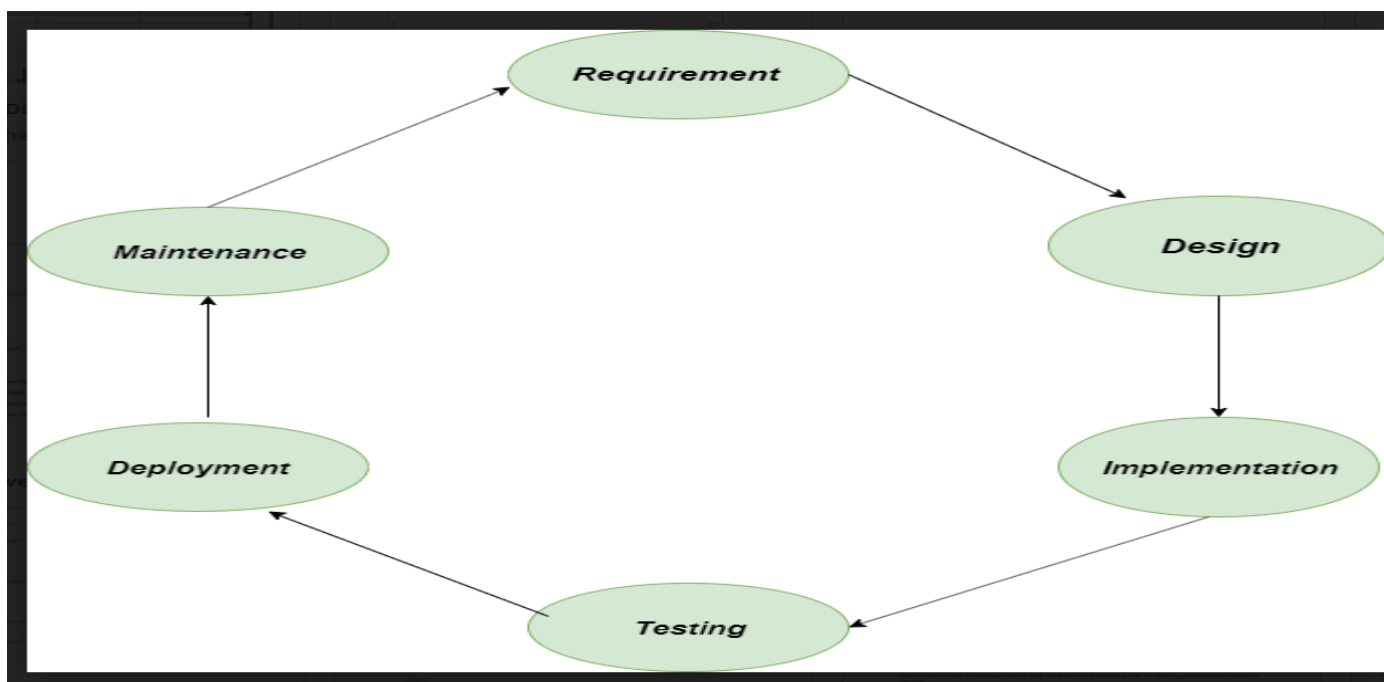 Requirement
Design
Implementation
Testing
Deployment
Maintenance